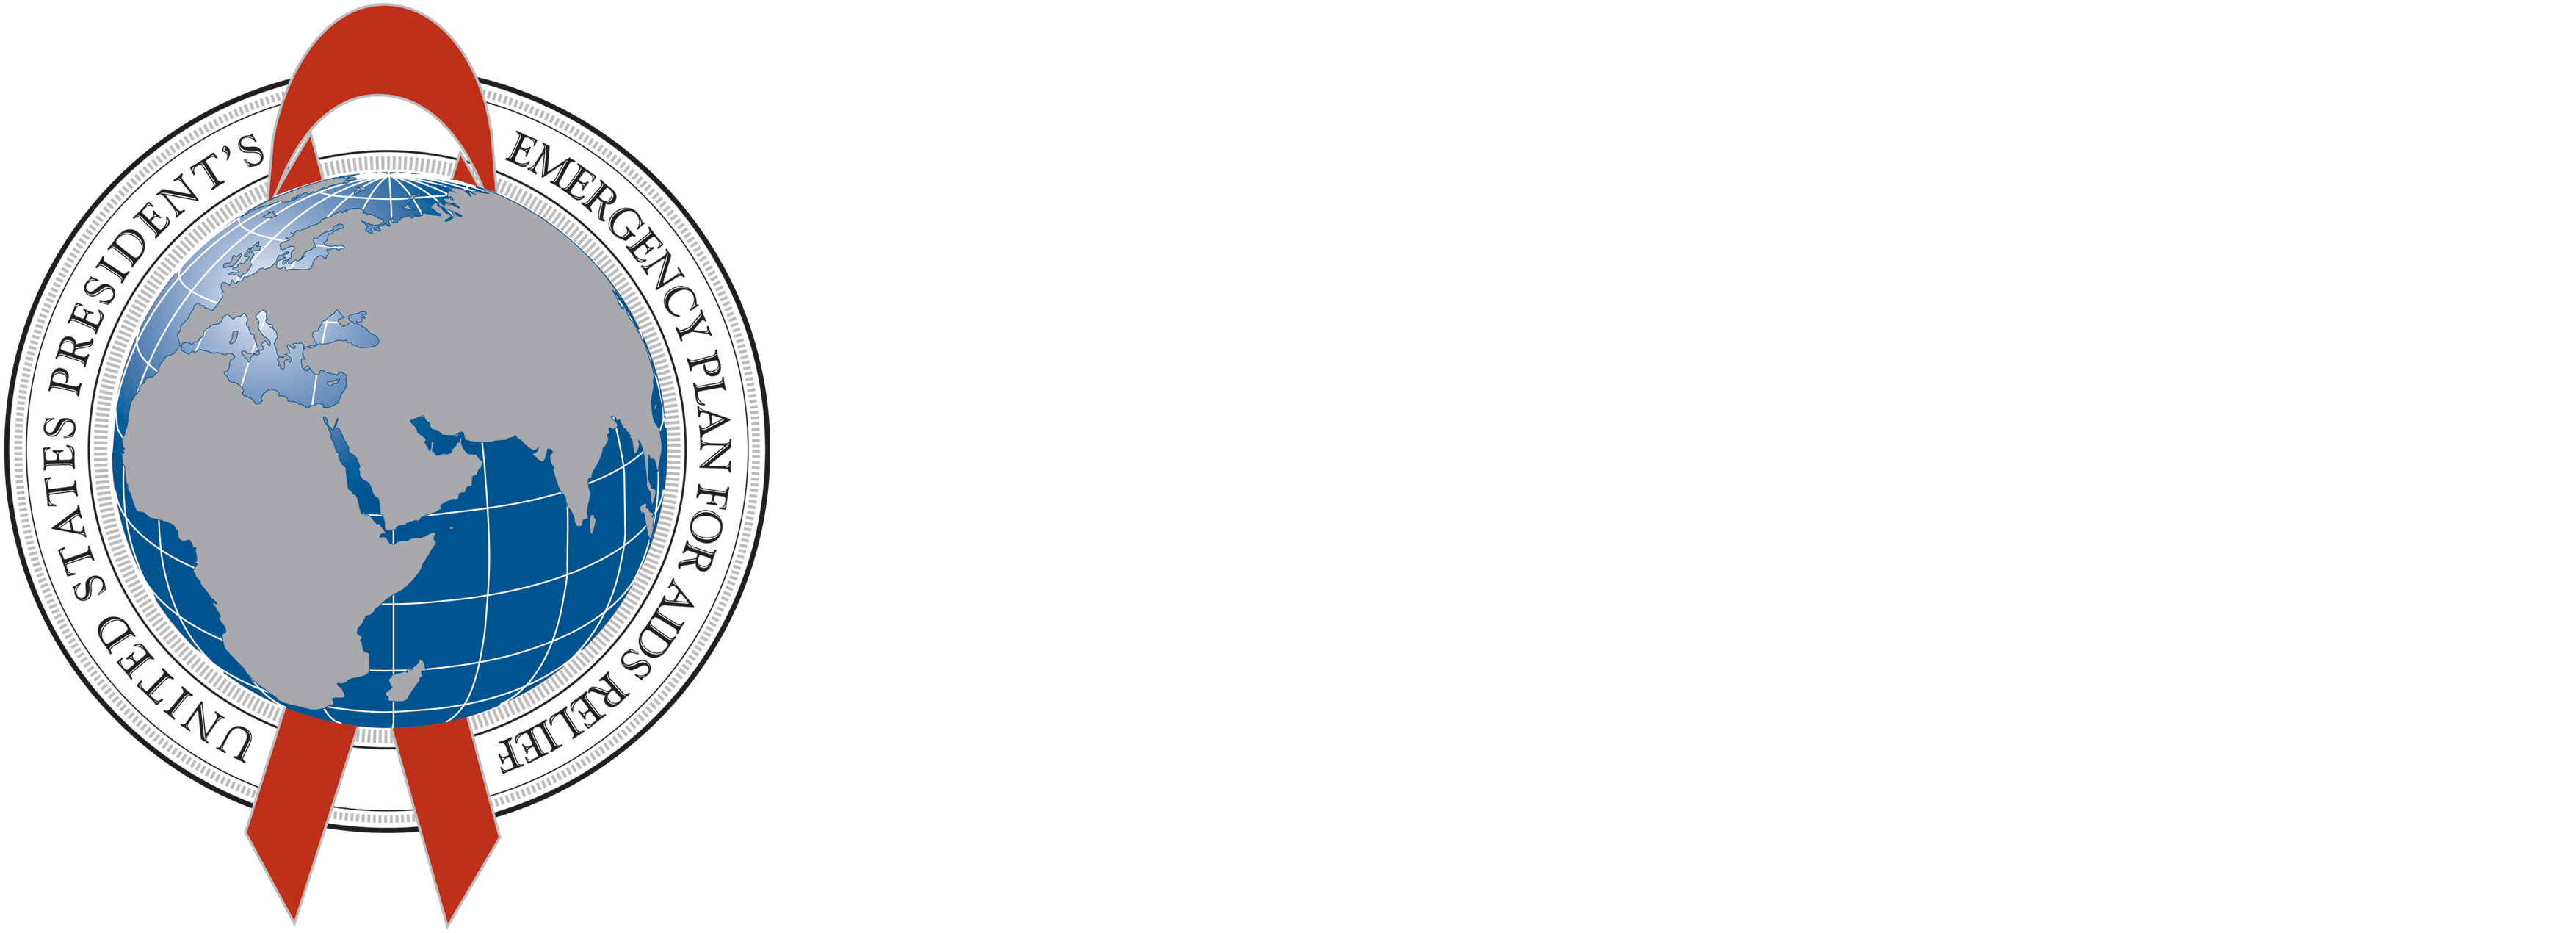 UNITED STATES PRESIDENT'S
EMERGENCY PLAN FOR AIDS RELIEF